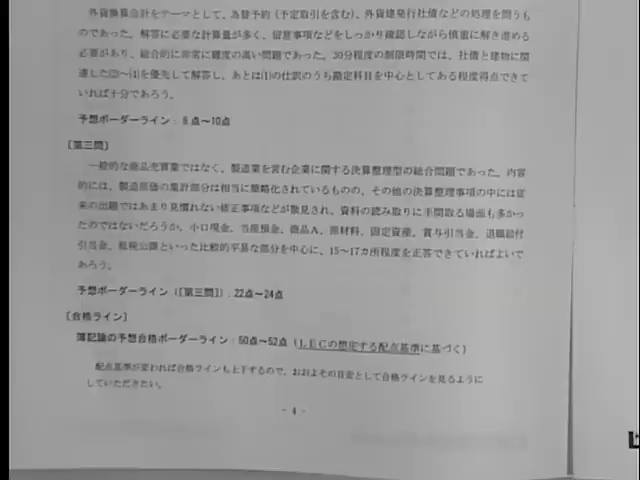 外貨換算会計をテーマとして、為替予約(予定取引を含む)、外貨建発行社債などの処理を問うも
のであった。解答に必要な計算量が多く、留意事項などをしっかり確認しながら慎重に解き進める
必要があり、総合的に非常に難度の高い問題であった。30分程度の制限時間では、社債と建物に関
連した⑵~⑷を優先して解答し、あとは⑴の仕訳のうち勘定科目を中心としてある程度得点できて
いれば十分であろう。
予想ボーダーライン:8点~10点
〔第三問〕
一般的な商品売買業ではなく、製造業を営む企業に関する決算整理型の総合問題であった。内容
的には、製造原価の集計部分は相当に簡略化されているものの、その他の決算整理事項の中には従
来の出題ではあまり見慣れない修正事項などが散見され、資料の読み取りに手間取る場面も多かっ
たのではないだろうか。小口現金、当座預金、商品A、原材料、固定資産、賞与引当金、退職給付
引当金、租税公課といった比較的平易な部分を中心に、15~17カ所程度を正答できていればよいで
あろう。
予想ボーダーライン(〔第三問〕):22点~24点
〔合格ライン〕
簿記論の予想合格ボーダーライン:50点~52点(LECの想定する配点基準に基づく)
配点基準が変われば合格ラインも上下するので、おおよその目安として合格ラインを見るように
していただきたい。
- 4 -